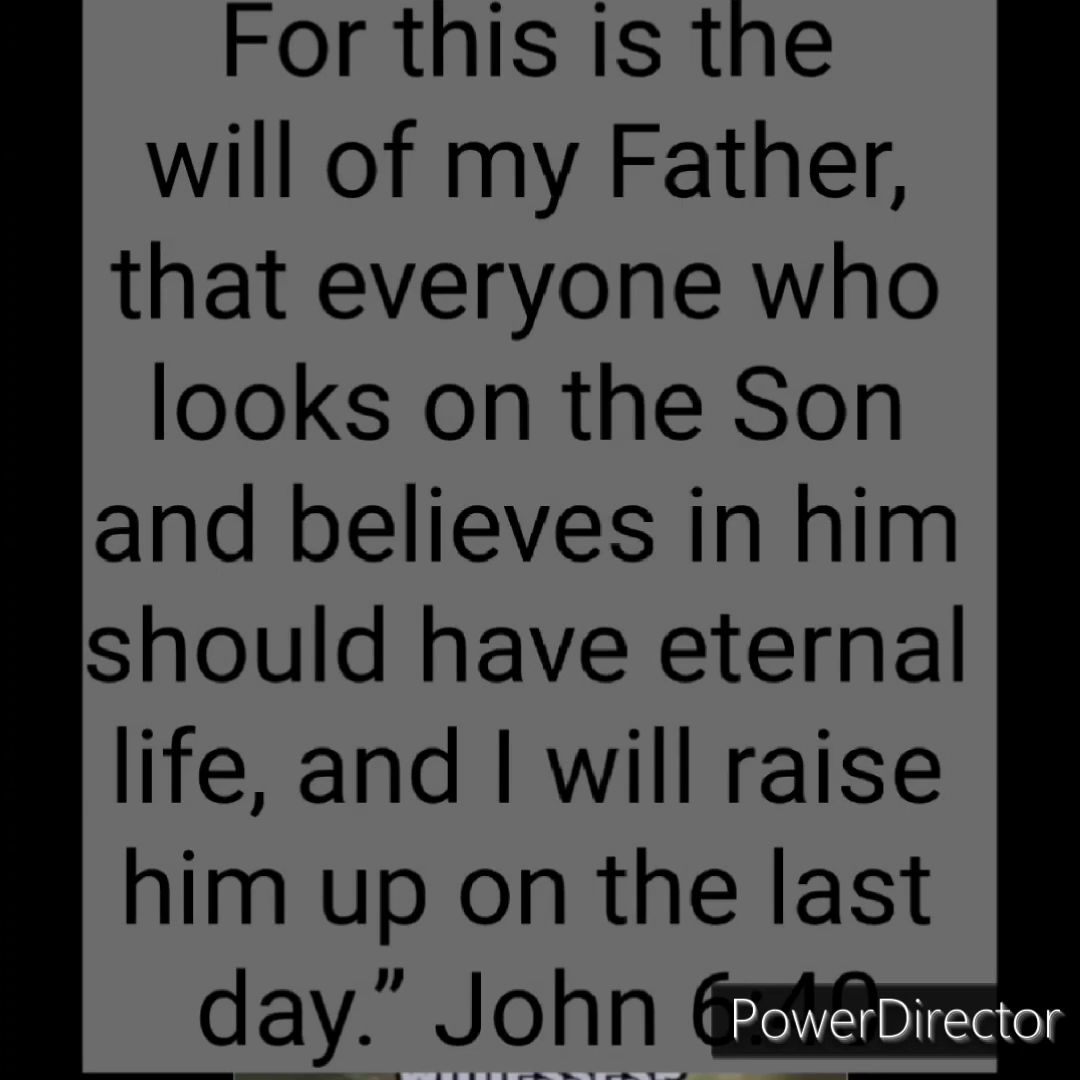 For this is the
will of my Father,
that everyone who
looks on the Son
and believes in him
should have eternal
life, and I will raise
him up on the last
day.” John 6:40
PowerDirector